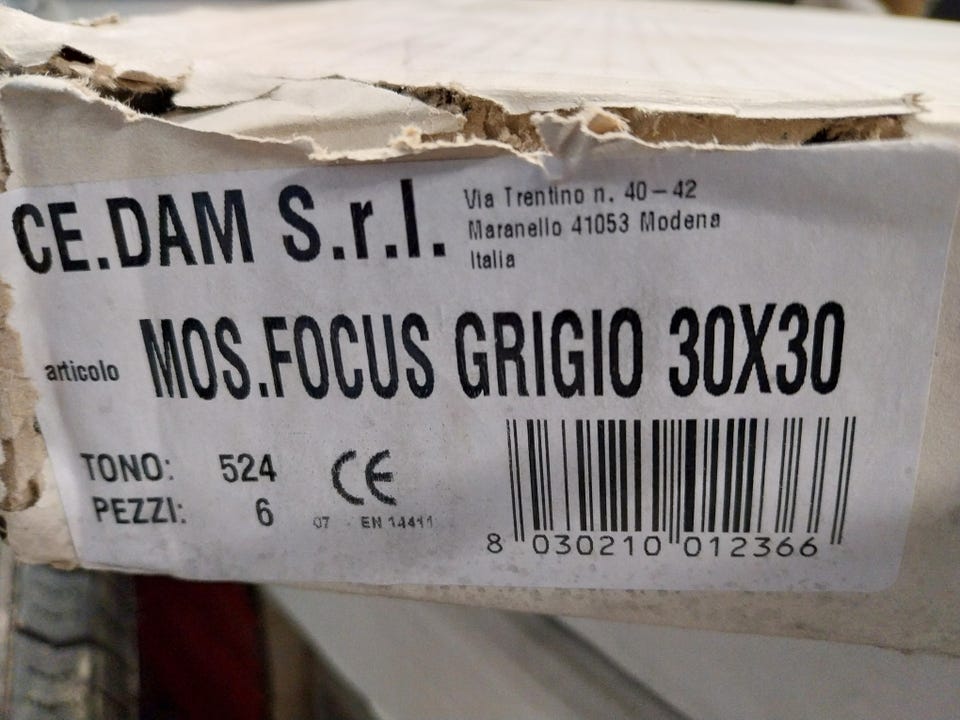 CE.DAM S.r.l.
Via Trentino n. 40-42
Maranello 41053 Modena
Italia
articolo MOS.FOCUS GRIGIO 30X30
TONO: 524
PEZZI: 6
CE
07 EN 14411
8 030210 012366